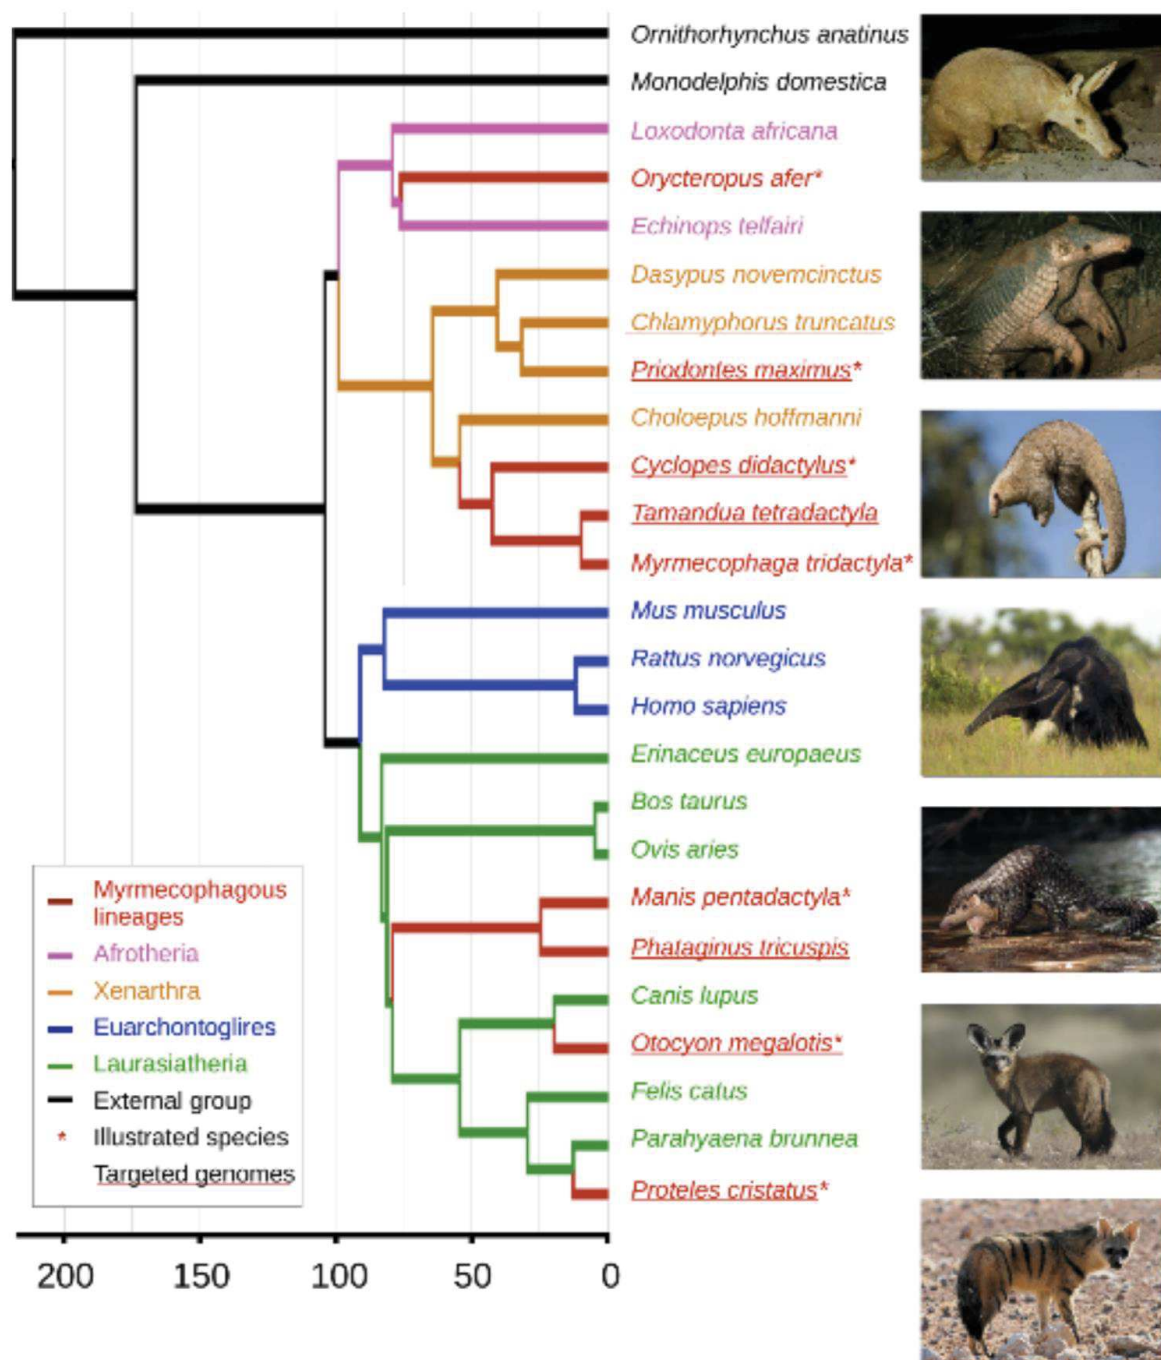 Ornithorhynchus anatinus
Monodelphis domestica
Loxodonta africana
Orycteropus afer*
Echinops telfairi
Dasypus novemcinctus
Chlamyphorus truncatus
Priodontes maximus*
Choloepus hoffmanni
Cyclopes didactylus*
Tamandua tetradactyla
Myrmecophaga tridactyla*
Mus musculus
Rattus norvegicus
Homo sapiens
Erinaceus europaeus
Bos taurus
Ovis aries
Manis pentadactyla*
Phataginus tricuspis
Canis lupus
Otocyon megalotis*
Felis catus
Parahyaena brunnea
Proteles cristatus*
Myrmecophagous
lineages
Afrotheria
Xenarthra
Euarchontoglires
Laurasiatheria
External group
* Illustrated species
Targeted genomes
200 150 100 50 0